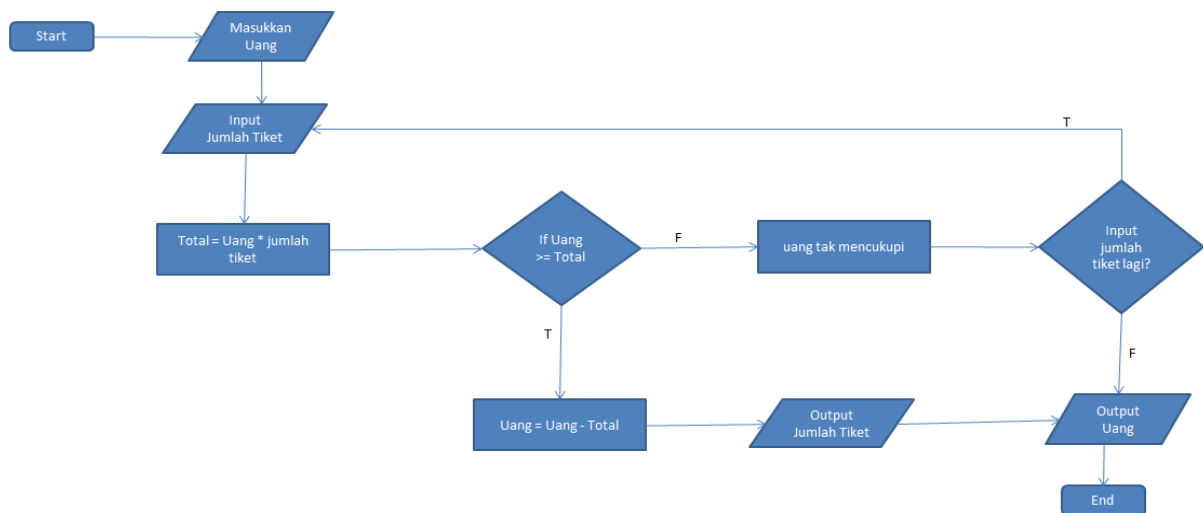 Start
Masukkan
Uang
Input
Jumlah Tiket
T
Total = Uang * jumlah
tiket
If Uang
>= Total
F
uang tak mencukupi
Input
jumlah
tiket lagi?
T
F
Uang = Uang - Total
Output
Jumlah Tiket
Output
Uang
End